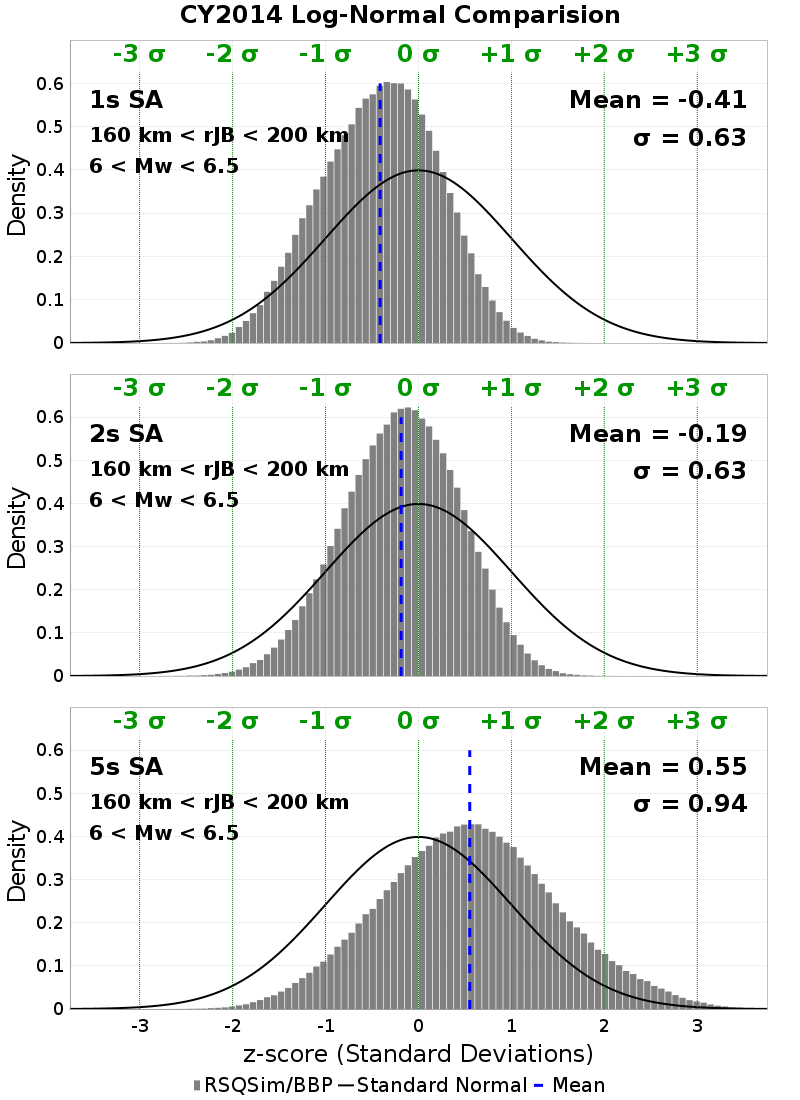 CY2014 Log-Normal Comparision
-3 σ -2 σ -1 σ 0 σ +1 σ +2 σ +3 σ
0.6
0.5
0.4
0.3
0.2
0.1
0
Density
1s SA
160 km < rJB < 200 km
6 < Mw < 6.5
Mean = -0.41
σ = 0.63
-3 σ -2 σ -1 σ 0 σ +1 σ +2 σ +3 σ
0.6
0.5
0.4
0.3
0.2
0.1
0
Density
2s SA
160 km < rJB < 200 km
6 < Mw < 6.5
Mean = -0.19
σ = 0.63
-3 σ -2 σ -1 σ 0 σ +1 σ +2 σ +3 σ
0.6
0.5
0.4
0.3
0.2
0.1
0
Density
5s SA
160 km < rJB < 200 km
6 < Mw < 6.5
Mean = 0.55
σ = 0.94
-3 -2 -1 0 1 2 3
z-score (Standard Deviations)
RSQSim/BBP Standard Normal Mean